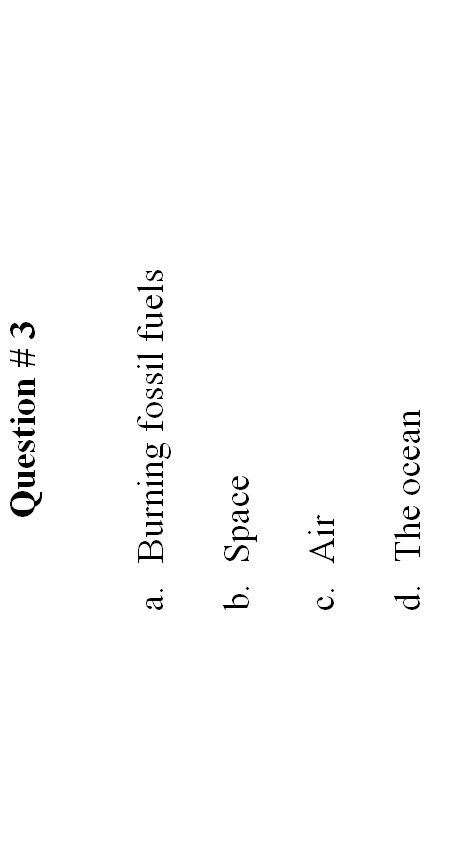 Question # 3
a. Burning fossil fuels
b. Space
c. Air
d. The ocean